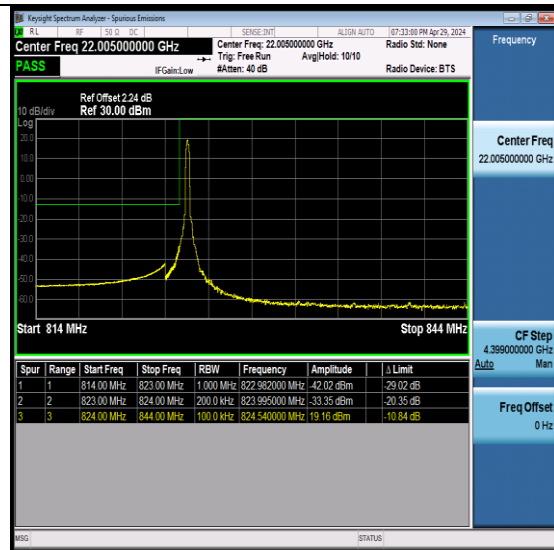 Keysight Spectrum Analyzer - Spurious Emissions
RL RF 50 Ω DC SENSE:INT ALIGN AUTO 07:33:00 PM Apr 29, 2024
Center Freq 22.005000000 GHz
Center Freq: 22.005000000 GHz
Radio Std: None
Trig: Free Run Avg|Hold: 10/10
PASS
IFGain:Low
#Atten: 40 dB
Radio Device: BTS
Frequency
Ref Offset 2.24 dB
10 dB/div Ref 30.00 dBm
Log
20.0
10.0
0.00
-10.0
-20.0
-30.0
-40.0
-50.0
-60.0
Start 814 MHz Stop 844 MHz
Center Freq
22.005000000 GHz
CF Step
4.399000000 GHz
Auto Man
Freq Offset
0 Hz
Spur Range Start Freq Stop Freq RBW Frequency Amplitude Δ Limit
1 1 814.00 MHz 823.00 MHz 1.000 MHz 822.982000 MHz -42.02 dBm -29.02 dB
2 2 823.00 MHz 824.00 MHz 200.0 kHz 823.995000 MHz -33.35 dBm -20.35 dB
3 3 824.00 MHz 844.00 MHz 100.0 kHz 824.540000 MHz 19.16 dBm -10.84 dB
MSG STATUS